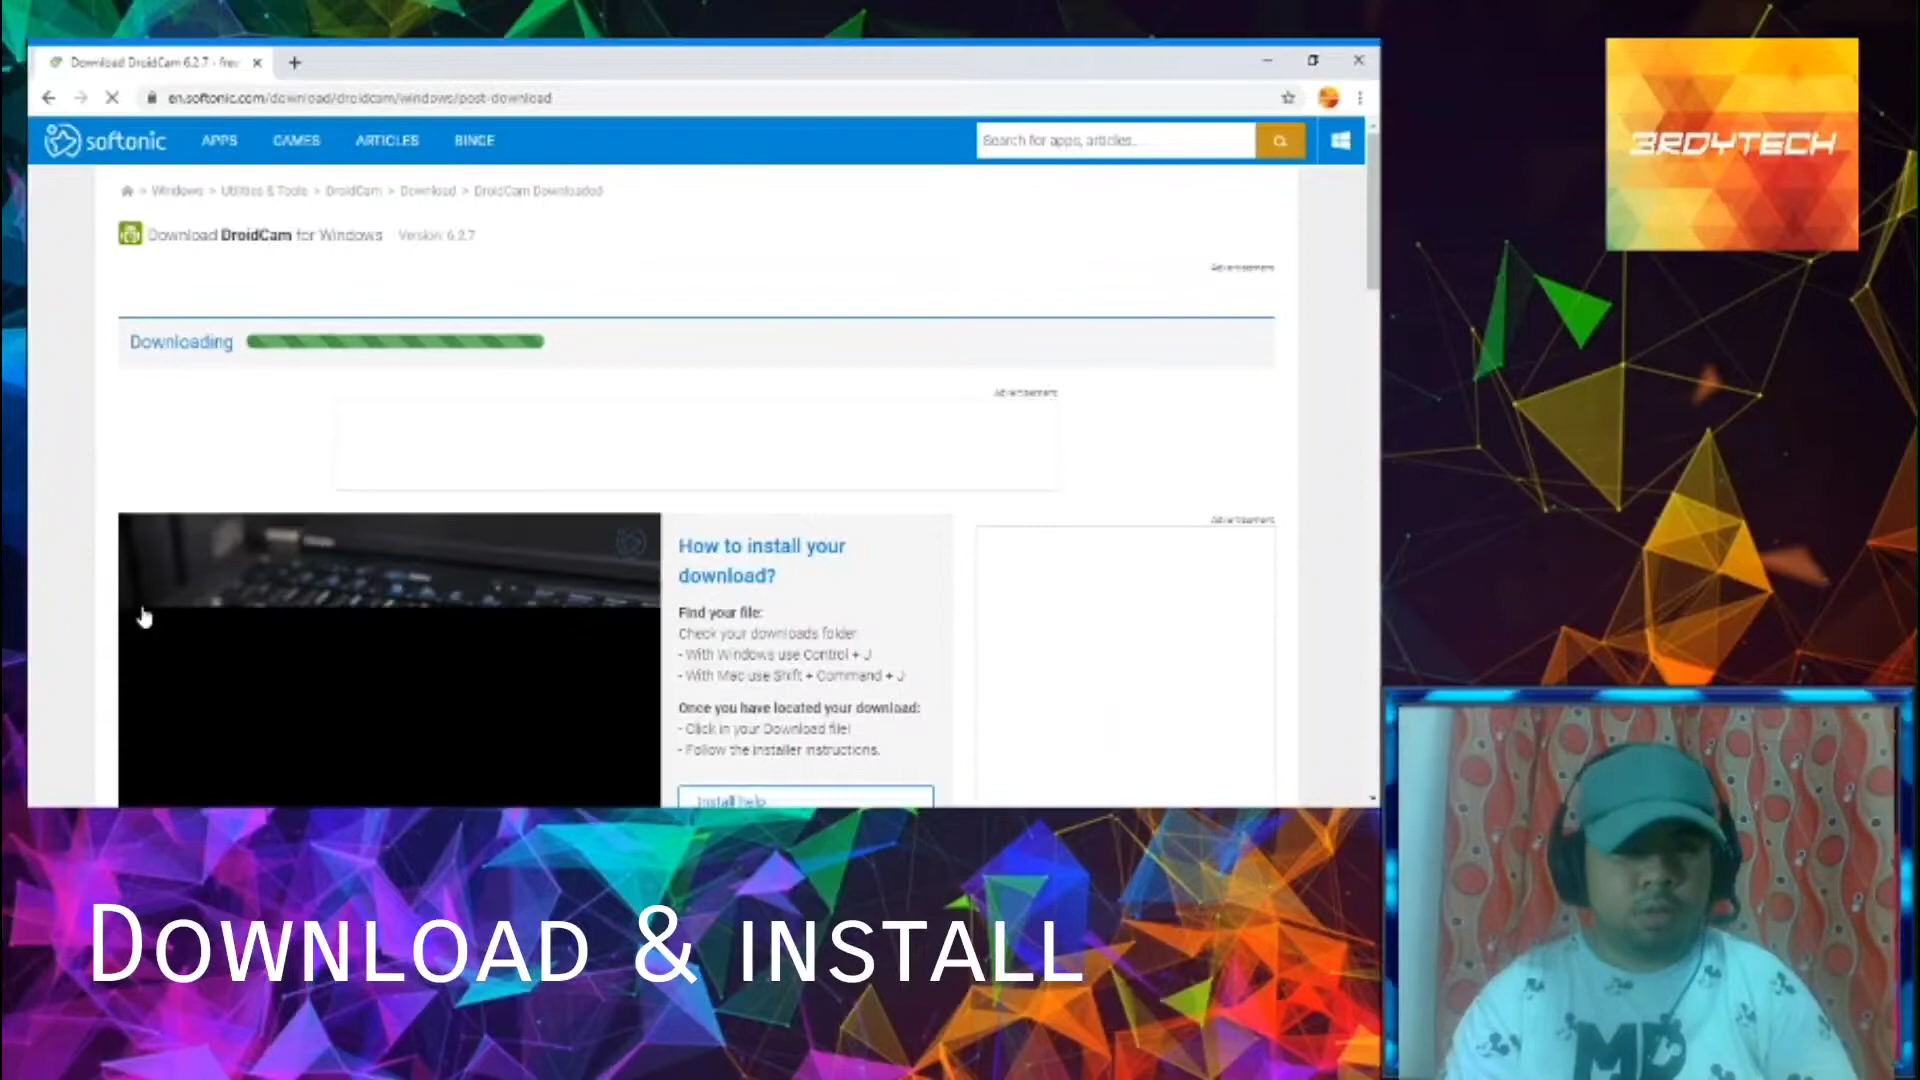 Download DroidCam 6.2.7 - free
en.softonic.com/download/droidcam/windows/post-download
softonic APPS GAMES ARTICLES BINGE Search for apps, articles...
> Windows > Utilities & Tools > DroidCam > Download > DroidCam Downloaded
Download DroidCam for Windows Version: 6.2.7
Advertisement
Downloading
Advertisement
Advertisement
How to install your
download?
Find your file:
Check your downloads folder
- With Windows use Control + J
- With Mac use Shift + Command + J
Once you have located your download:
- Click in your Download file!
- Follow the installer instructions.
Install help
3RDYTECH
DOWNLOAD & INSTALL